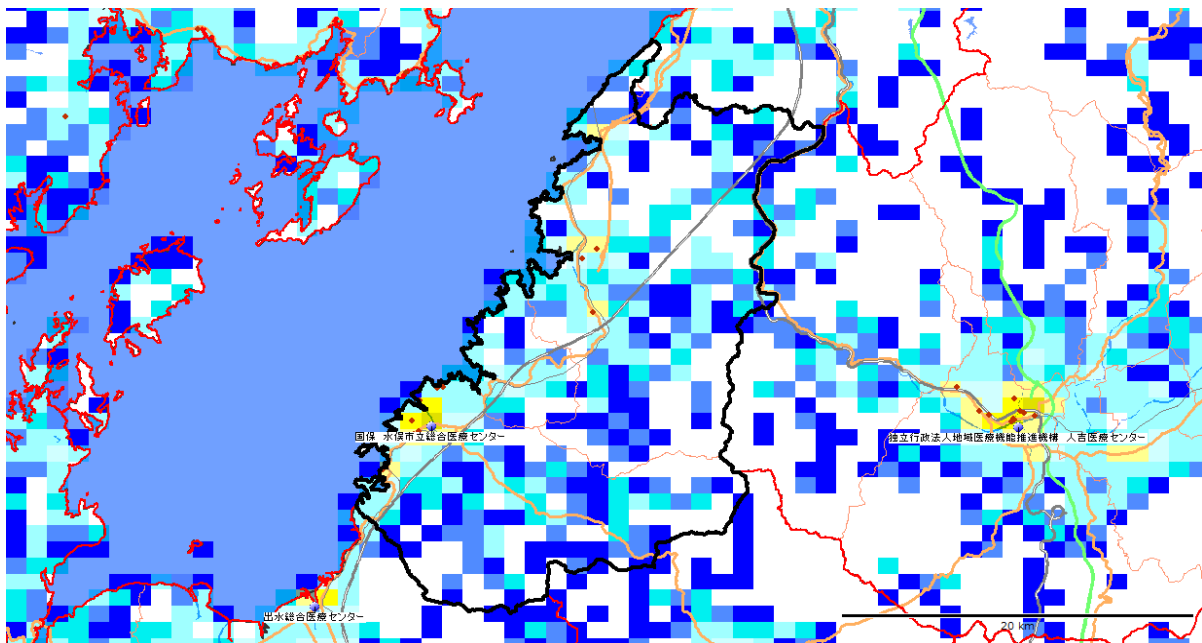 国保 水俣市立総合医療センター
独立行政法人地域医療機能推進機構 人吉医療センター
出水総合医療センター
20 km